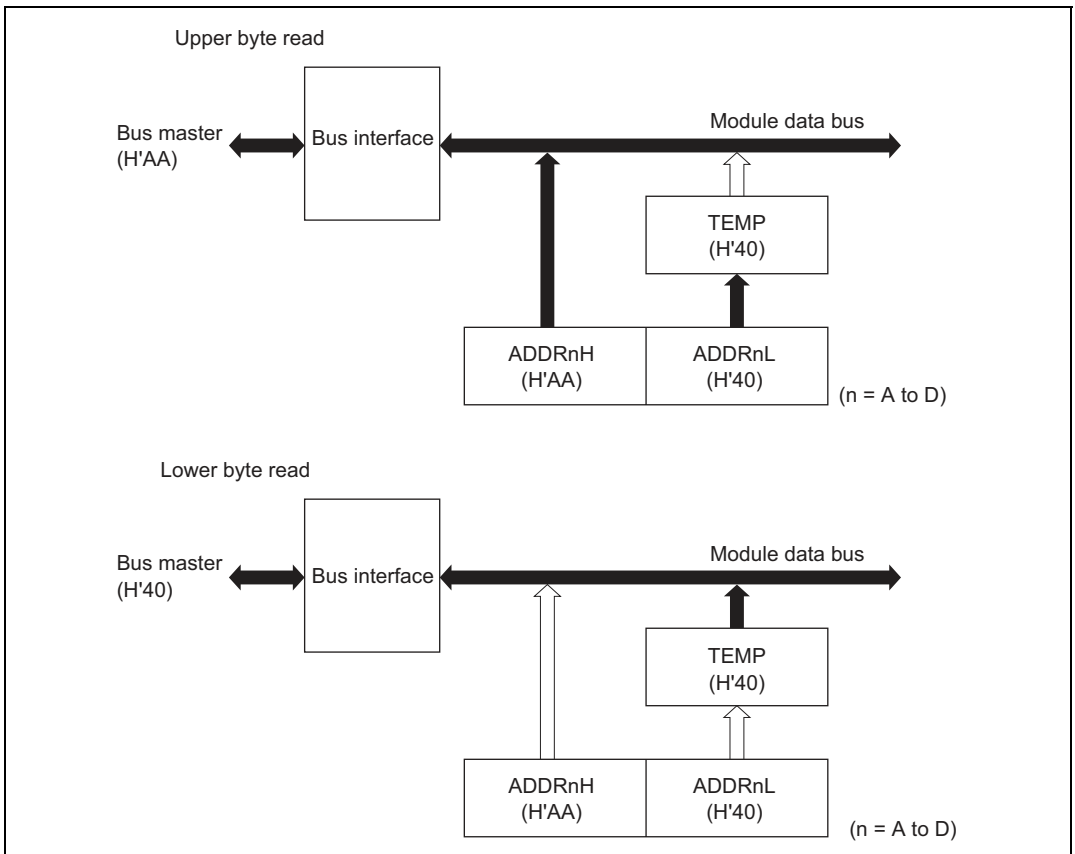 Upper byte read
Bus master
(H'AA)
Bus interface
Module data bus
TEMP
(H'40)
ADDRnH
(H'AA)
ADDRnL
(H'40)
(n = A to D)
Lower byte read
Bus master
(H'40)
Bus interface
Module data bus
TEMP
(H'40)
ADDRnH
(H'AA)
ADDRnL
(H'40)
(n = A to D)